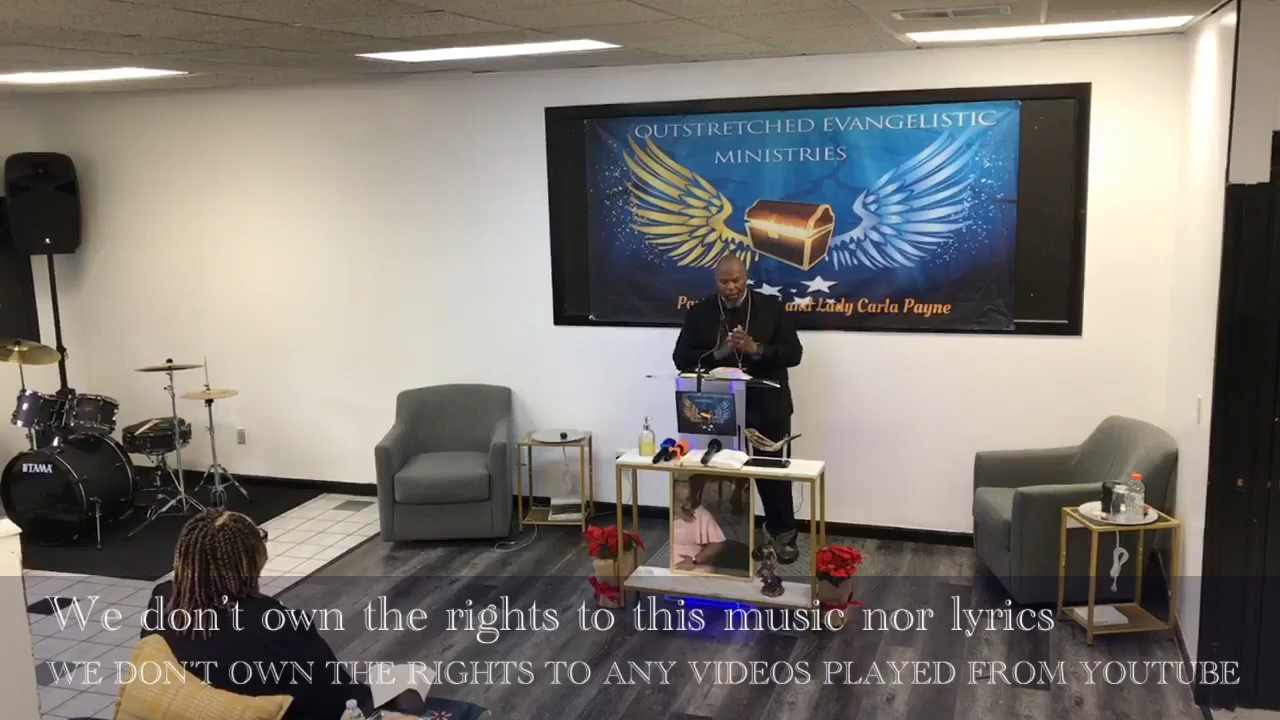 OUTSTRETCHED EVANGELISTIC
MINISTRIES
and Lady Carla Payne
TAMA
We don't own the rights to this music nor lyrics
WE DON'T OWN THE RIGHTS TO ANY VIDEOS PLAYED FROM YOUTUBE